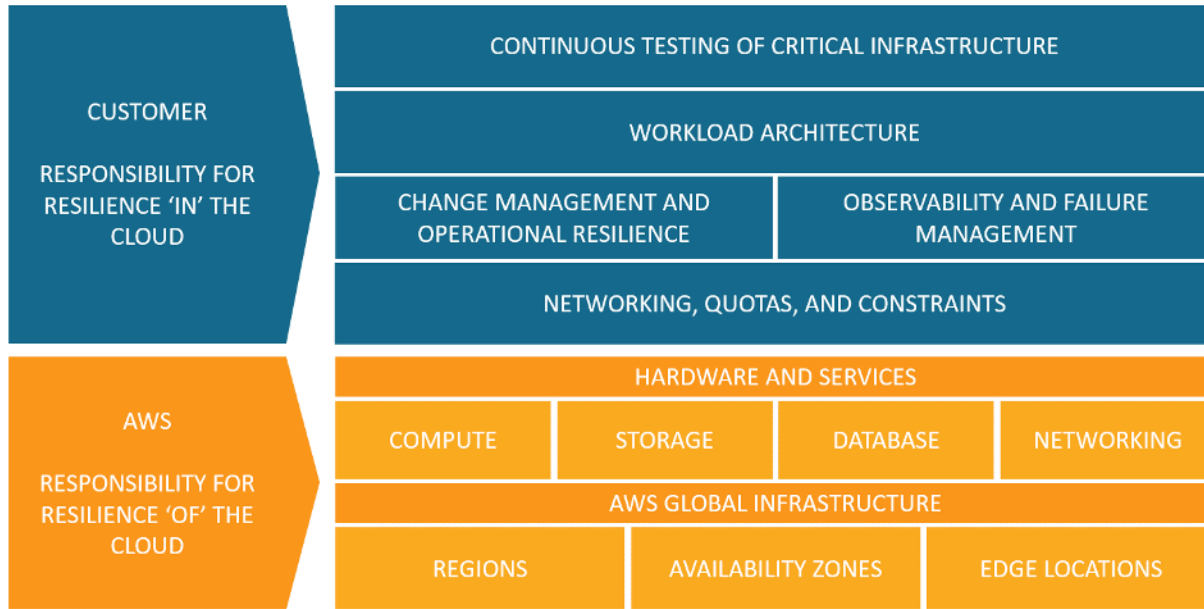 CUSTOMER
RESPONSIBILITY FOR
RESILIENCE ‘IN’ THE
CLOUD
CONTINUOUS TESTING OF CRITICAL INFRASTRUCTURE
WORKLOAD ARCHITECTURE
CHANGE MANAGEMENT AND
OPERATIONAL RESILIENCE
OBSERVABILITY AND FAILURE
MANAGEMENT
NETWORKING, QUOTAS, AND CONSTRAINTS
AWS
RESPONSIBILITY FOR
RESILIENCE ‘OF’ THE
CLOUD
HARDWARE AND SERVICES
COMPUTE
STORAGE
DATABASE
NETWORKING
AWS GLOBAL INFRASTRUCTURE
REGIONS
AVAILABILITY ZONES
EDGE LOCATIONS